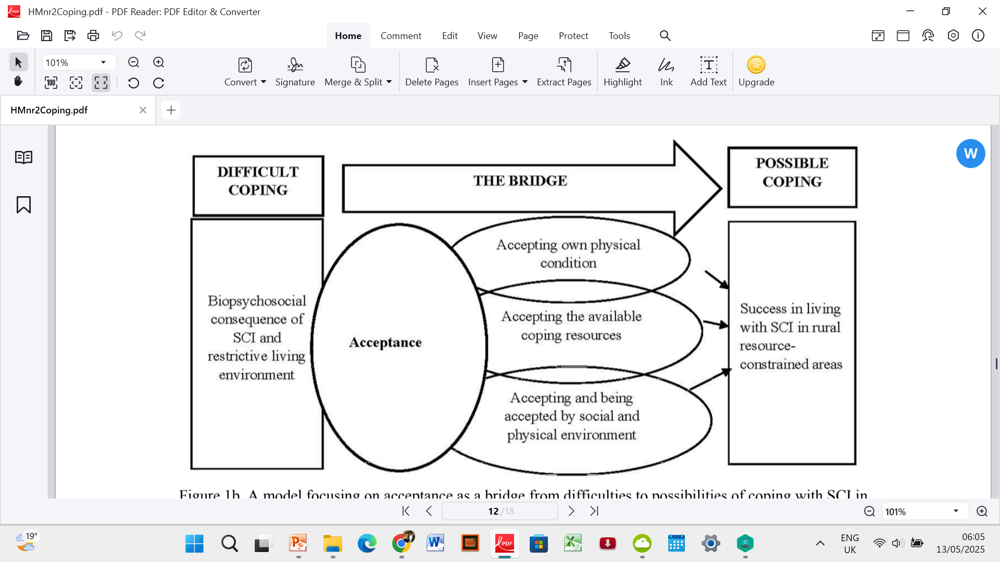 HMnr2Coping.pdf - PDF Reader: PDF Editor & Converter
Home Comment Edit View Page Protect Tools
101%
100
Convert Signature Merge & Split Delete Pages Insert Pages Extract Pages Highlight Ink Add Text Upgrade
HMnr2Coping.pdf
W
DIFFICULT
COPING
THE BRIDGE
POSSIBLE
COPING
Biopsychosocial
consequence of
SCI and
restrictive living
environment
Acceptance
Accepting own physical
condition
Accepting the available
coping resources
Accepting and being
accepted by social and
physical environment
Success in living
with SCI in rural
resource-
constrained areas
Figure 1b. A model focusing on acceptance as a bridge from difficulties to possibilities of coping with SCI in
12 /18
101%
19°
ENG
UK
06:05
13/05/2025